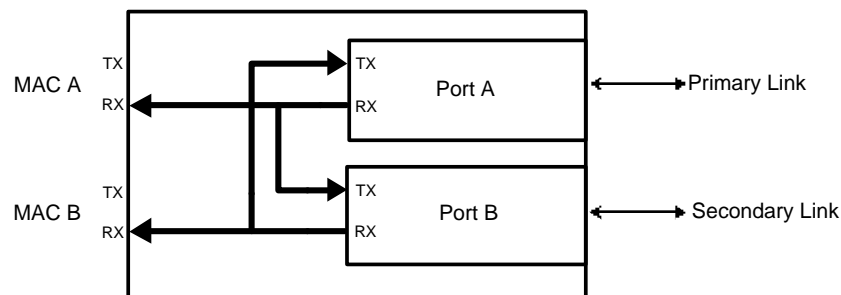 MAC A
TX
RX
TX
RX
Port A
Primary Link
MAC B
TX
RX
TX
RX
Port B
Secondary Link